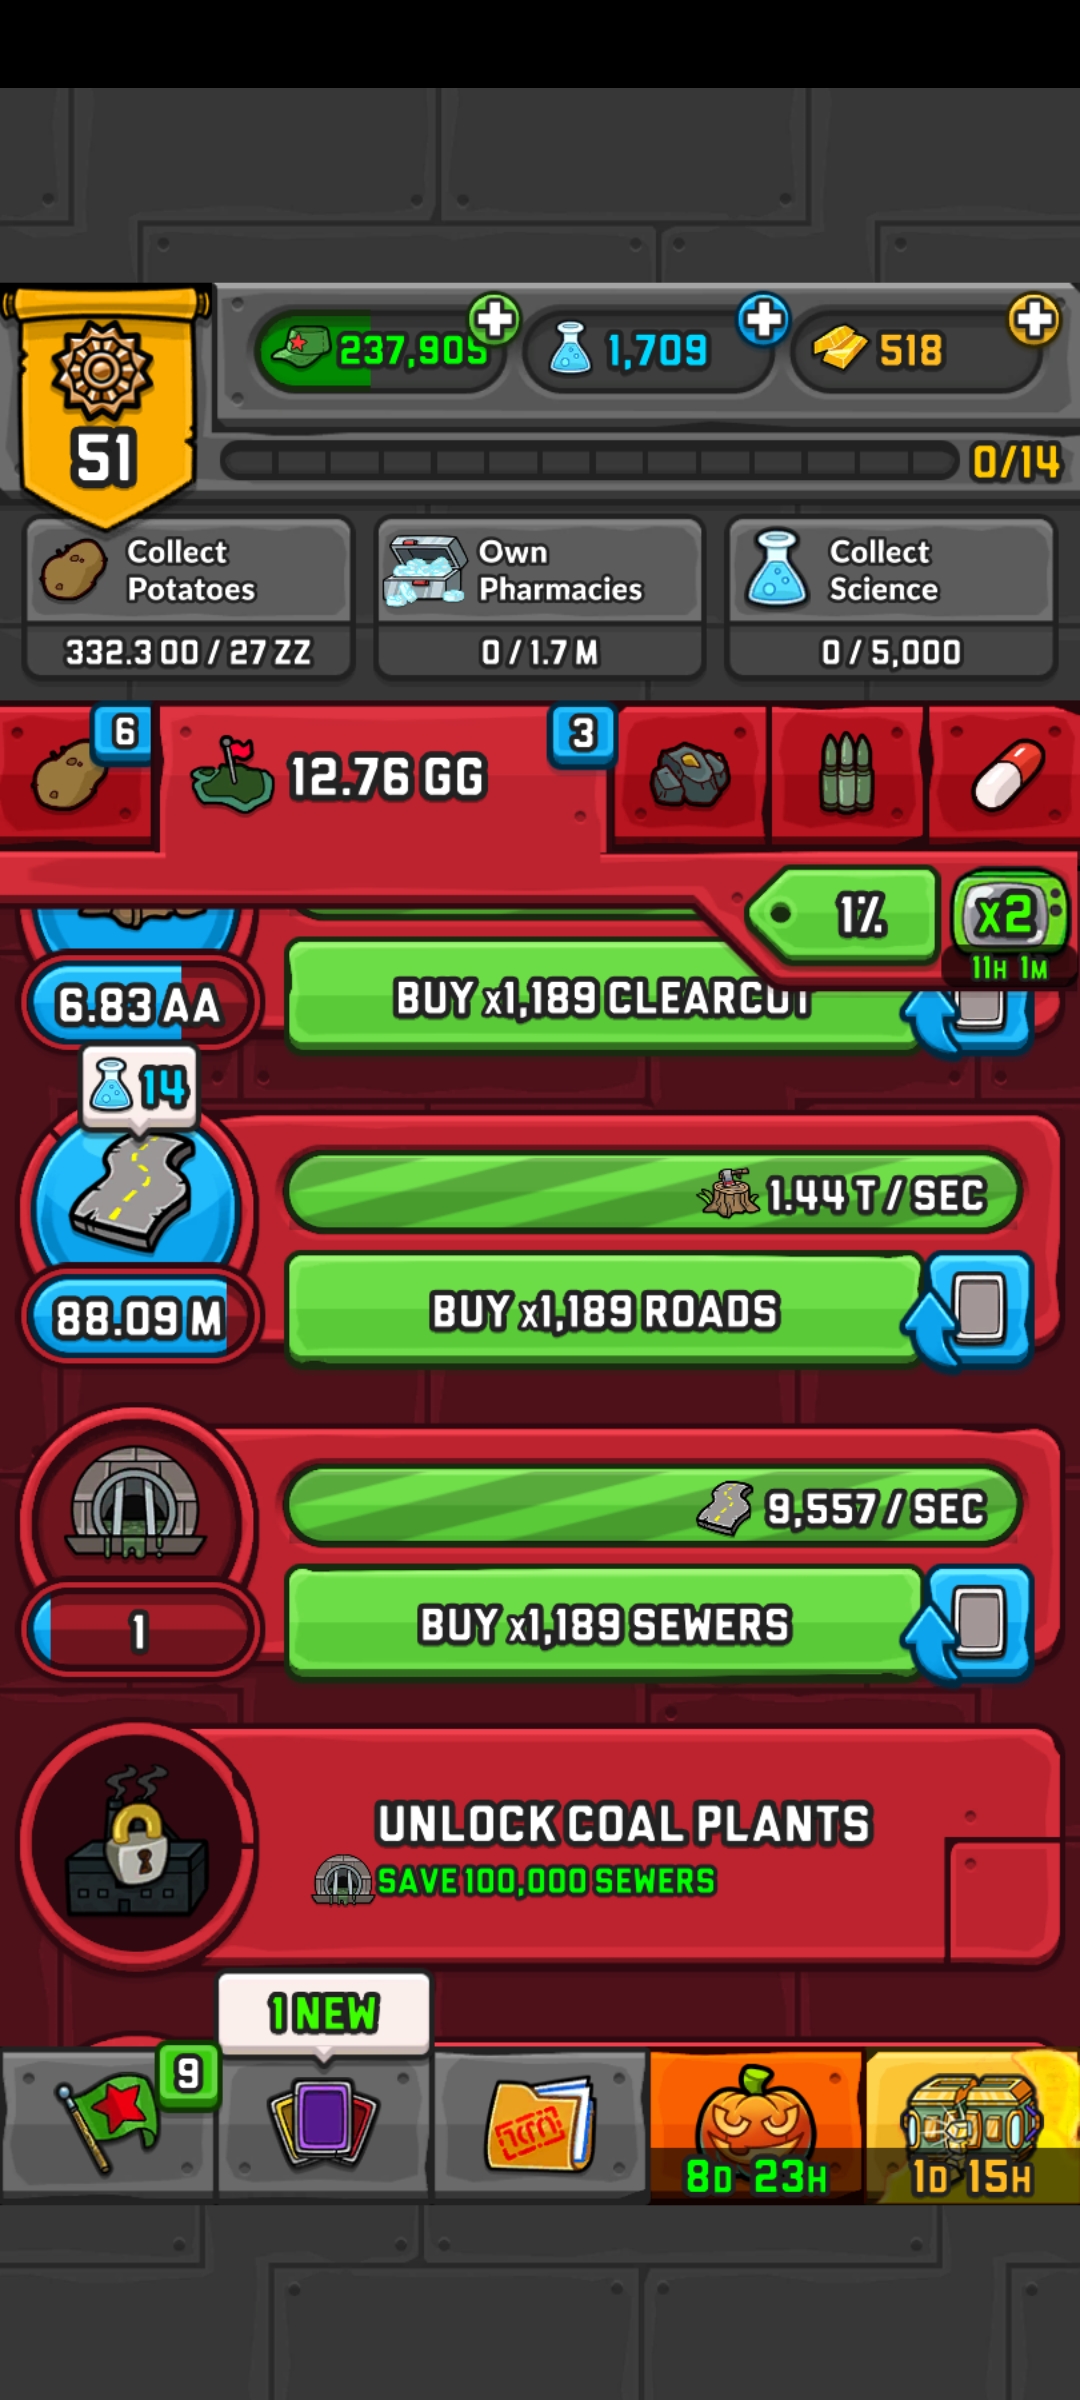 237,905
1,709
518
51
0/14
Collect
Potatoes
332.3 OO / 27 ZZ
Own
Pharmacies
0 / 1.7 M
Collect
Science
0 / 5,000
6
12.76 GG
3
1%
x2
11H 1M
6.83 AA
BUY x1,189 CLEARCUT
14
1.44 T / SEC
88.09 M
BUY x1,189 ROADS
9,557 / SEC
1
BUY x1,189 SEWERS
UNLOCK COAL PLANTS
SAVE 100,000 SEWERS
1 NEW
9
8D 23H
1D 15H